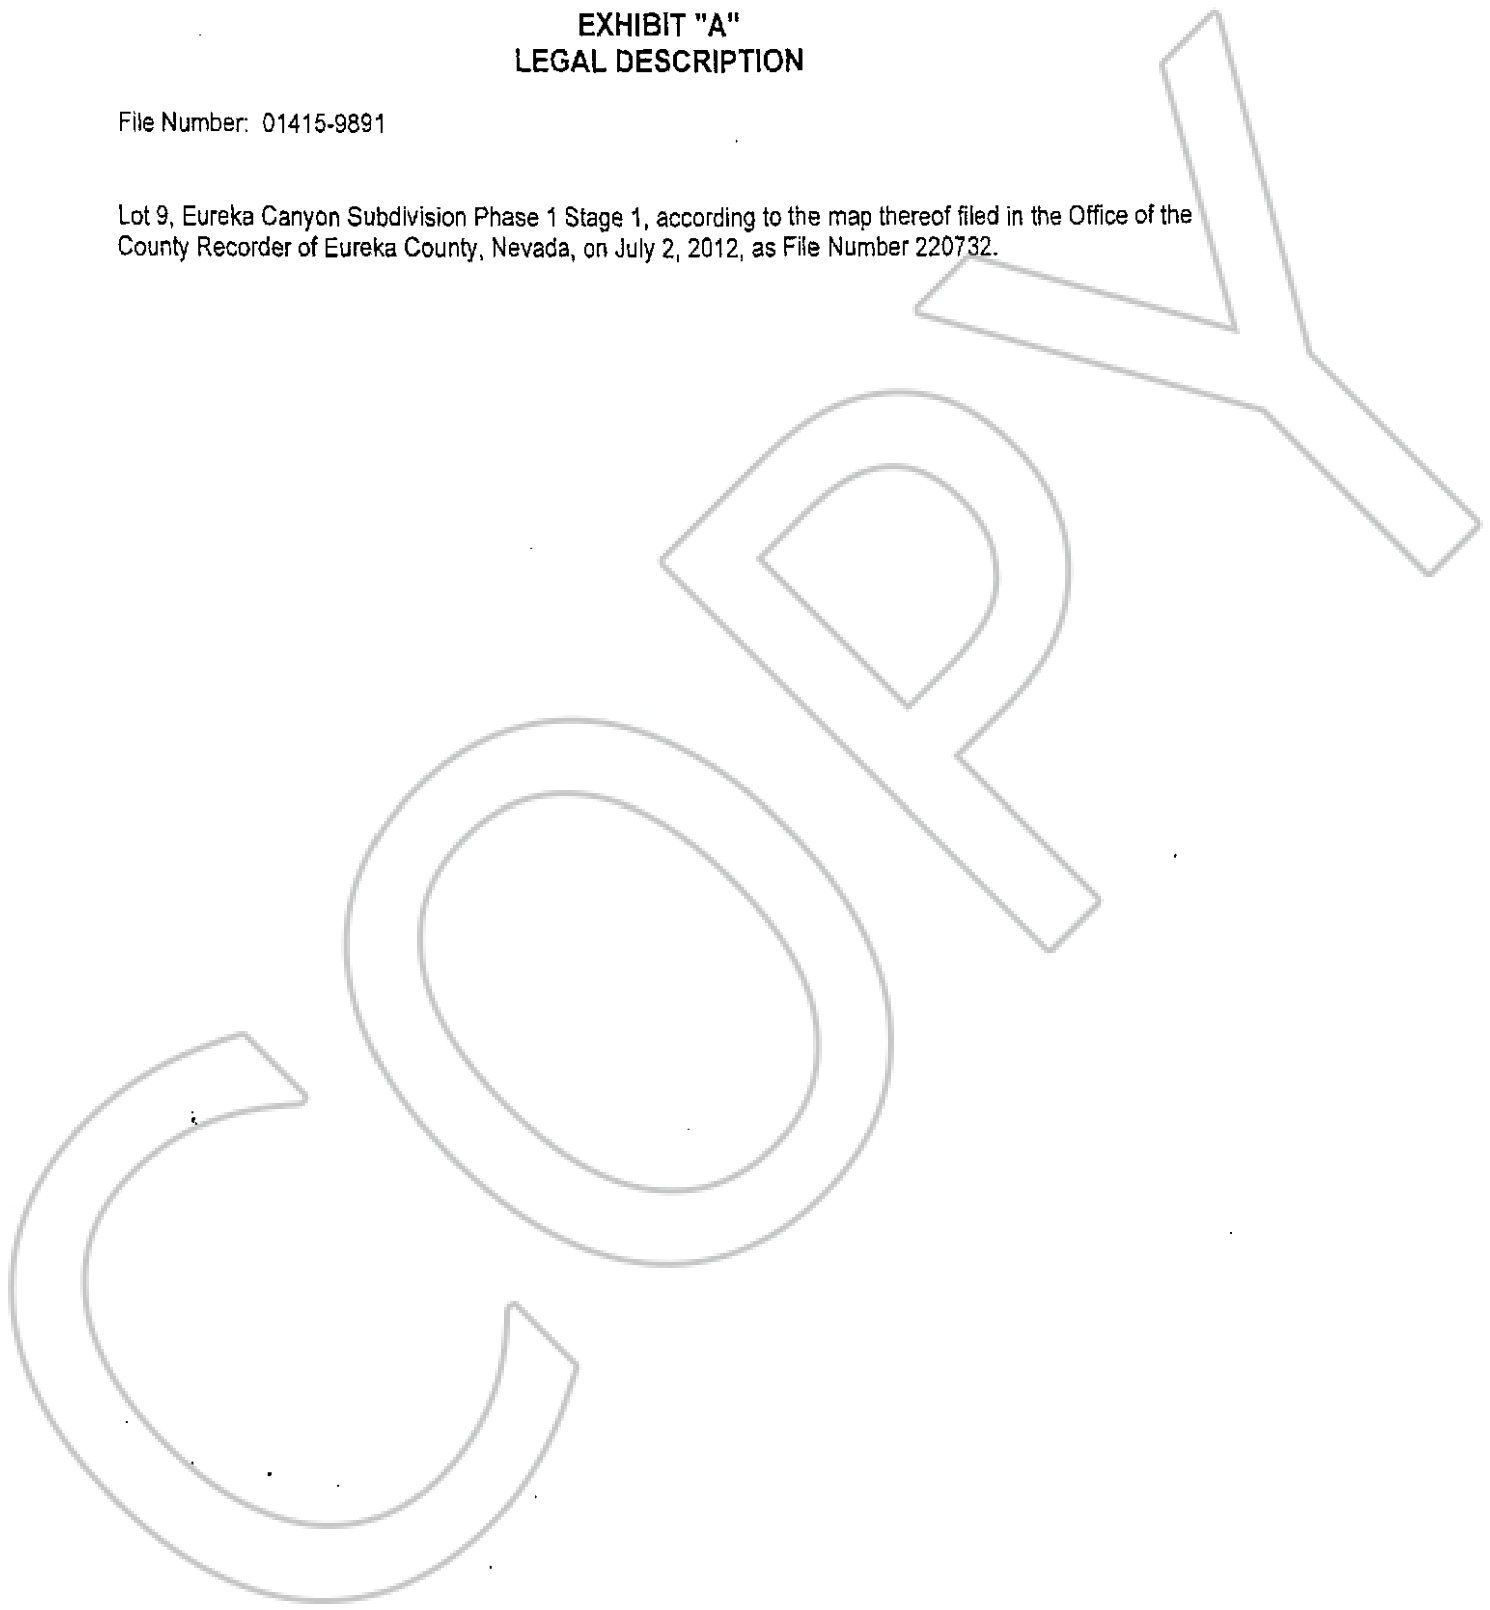 EXHIBIT "A"
LEGAL DESCRIPTION
File Number: 01415-9891
Lot 9, Eureka Canyon Subdivision Phase 1 Stage 1, according to the map thereof filed in the Office of the
County Recorder of Eureka County, Nevada, on July 2, 2012, as File Number 220732.
COPY